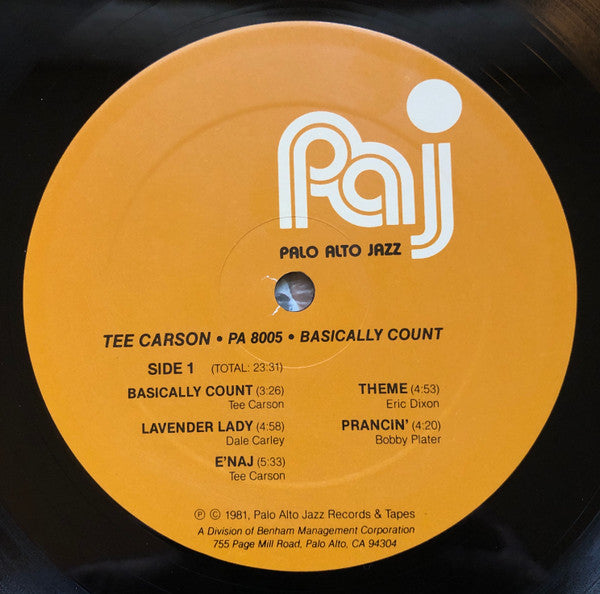 Paj
PALO ALTO JAZZ
TEE CARSON • PA 8005 • BASICALLY COUNT
SIDE 1 (TOTAL: 23:31)
BASICALLY COUNT (3:26)
Tee Carson
LAVENDER LADY (4:58)
Dale Carley
E'NAJ (5:33)
Tee Carson
THEME (4:53)
Eric Dixon
PRANCIN' (4:20)
Bobby Plater
℗ © 1981, Palo Alto Jazz Records & Tapes
A Division of Benham Management Corporation
755 Page Mill Road, Palo Alto, CA 94304